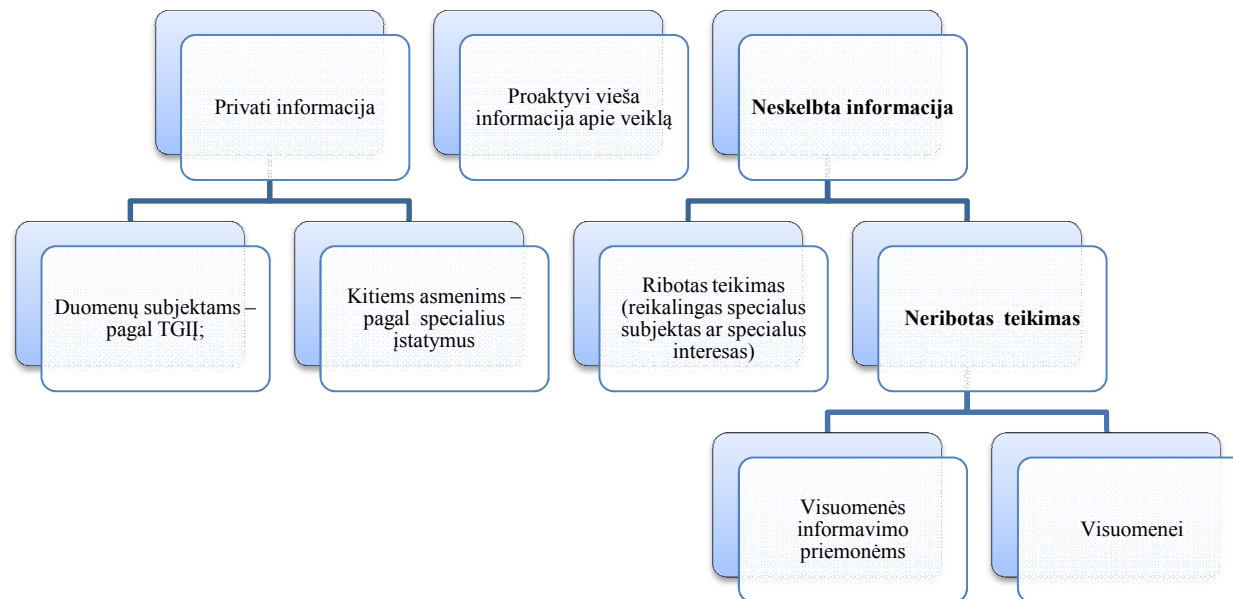 Privati informacija
Proaktyvi vieša
informacija apie veiklą
Neskelbta informacija
Duomenų subjektams –
pagal TGIĮ;
Kitiems asmenims –
pagal specialius
įstatymus
Ribotas teikimas
(reikalingas specialus
subjektas ar specialus
interesas)
Neribotas teikimas
Visuomenės
informavimo
priemonėms
Visuomenei